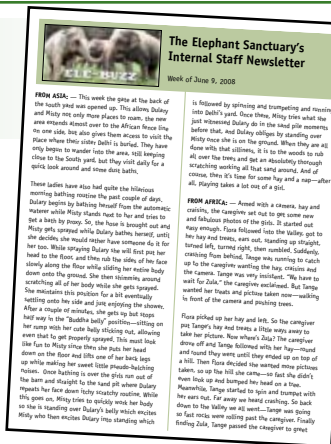 The Elephant Sanctuary's
Internal Staff Newsletter
Week of June 9, 2008
BUZZ
FROM ASIA: — This week the gate at the back of
the south yard was opened up. This allows Dulary
and Misty not only more places to roam, the new
area extends almost over to the African fence line
on one side, but also gives them access to visit the
Place where their sister Delhi is buried. They have
only begun to wander into the area, still keeping
close to the South yard, but they visit daily for a
quick look around and some dust baths.
These ladies have also had quite the hilarious
morning bathing routine the past couple of days,
Dulary begins by bathing herself from the automatic
waterer while Misty stands next to her and tries to
get a bath by proxy. So, the hose is brought out and
Misty gets sprayed while Dulary bathes herself, until
she decides she would rather have someone do it for
her too. While spraying Dulary she will first put her
head to the floor, and then rub the sides of her face
slowly along the floor while sliding her entire body
down onto the ground. She then shimmies around
scratching all of her body while she gets sprayed.
She maintains this position for a bit eventually
settling onto her side and just enjoying the shower.
After a couple of minutes, she gets up but stops
half way in the "Buddha belly" position—sitting on
her rump with her cute belly sticking out, allowing
even that to get properly sprayed. This must look
like fun to Misty since then she puts her head
down on the floor and lifts one of her back legs
up while making her sweet little pseudo-belching
noises. Once bathing is over the girls run out of
the barn and straight to the sand pit where Dulary
repeats her face down itchy scratchy routine. While
this goes on, Misty tries to quickly wrok her body
so she is standing over Dulary's belly which excites
Misty who then excites Dulary into standing which
is followed by spinning and trumpeting and running
into Delhi's yard. Once there, Misty tries what the
just witnessed Dulary do in the sand pile moments
before that. And Dulary obliges by standing over
Misty once she is on the ground. When they are all
done with that silliness, it is to the woods to rub
all over the trees and get an absolutely thorough
scratching working all that sand around. And of
course, then it's time for some hay and a nap—after
all, playing takes a lot out of a girl.
FROM AFRICA: — Armed with a camera, hay and
craisins, the caregiver set out to get some new
and fabulous photos of the girls. It started out
easy enough. Flora followed into the Valley, got to
her hay and treats, ears out, standing up straight,
turned left, turned right, then rumbled. Suddenly,
crashing from behind, Tange was running to catch
up to the caregiver wanting the hay, craisins and
the camera. Tange was very insistent. "We have to
wait for Zula," the caregiver exclaimed. But Tange
wanted her treats and picture taken now—walking
in front of the camera and pushing trees.
Flora picked up her hay and left. So the caregiver
put Tange's hay and treats a little ways away to
take her picture. Now where's Zula? The caregiver
drove off and Tange followed with her hay—round
and round they went until they ended up on top of
a hill. Then Flora decided she wanted more pictures
taken, so up the hill she came—so fast she didn't
even look up and bumped her head on a tree.
Meanwhile, Tange started to spin and trumpet with
her ears out. Far away we heard crashing. So back
down to the Valley we all went—Tange was going
so fast rocks were rolling past the caregiver. Finally
finding Zula, Tange passed the caregiver to greet